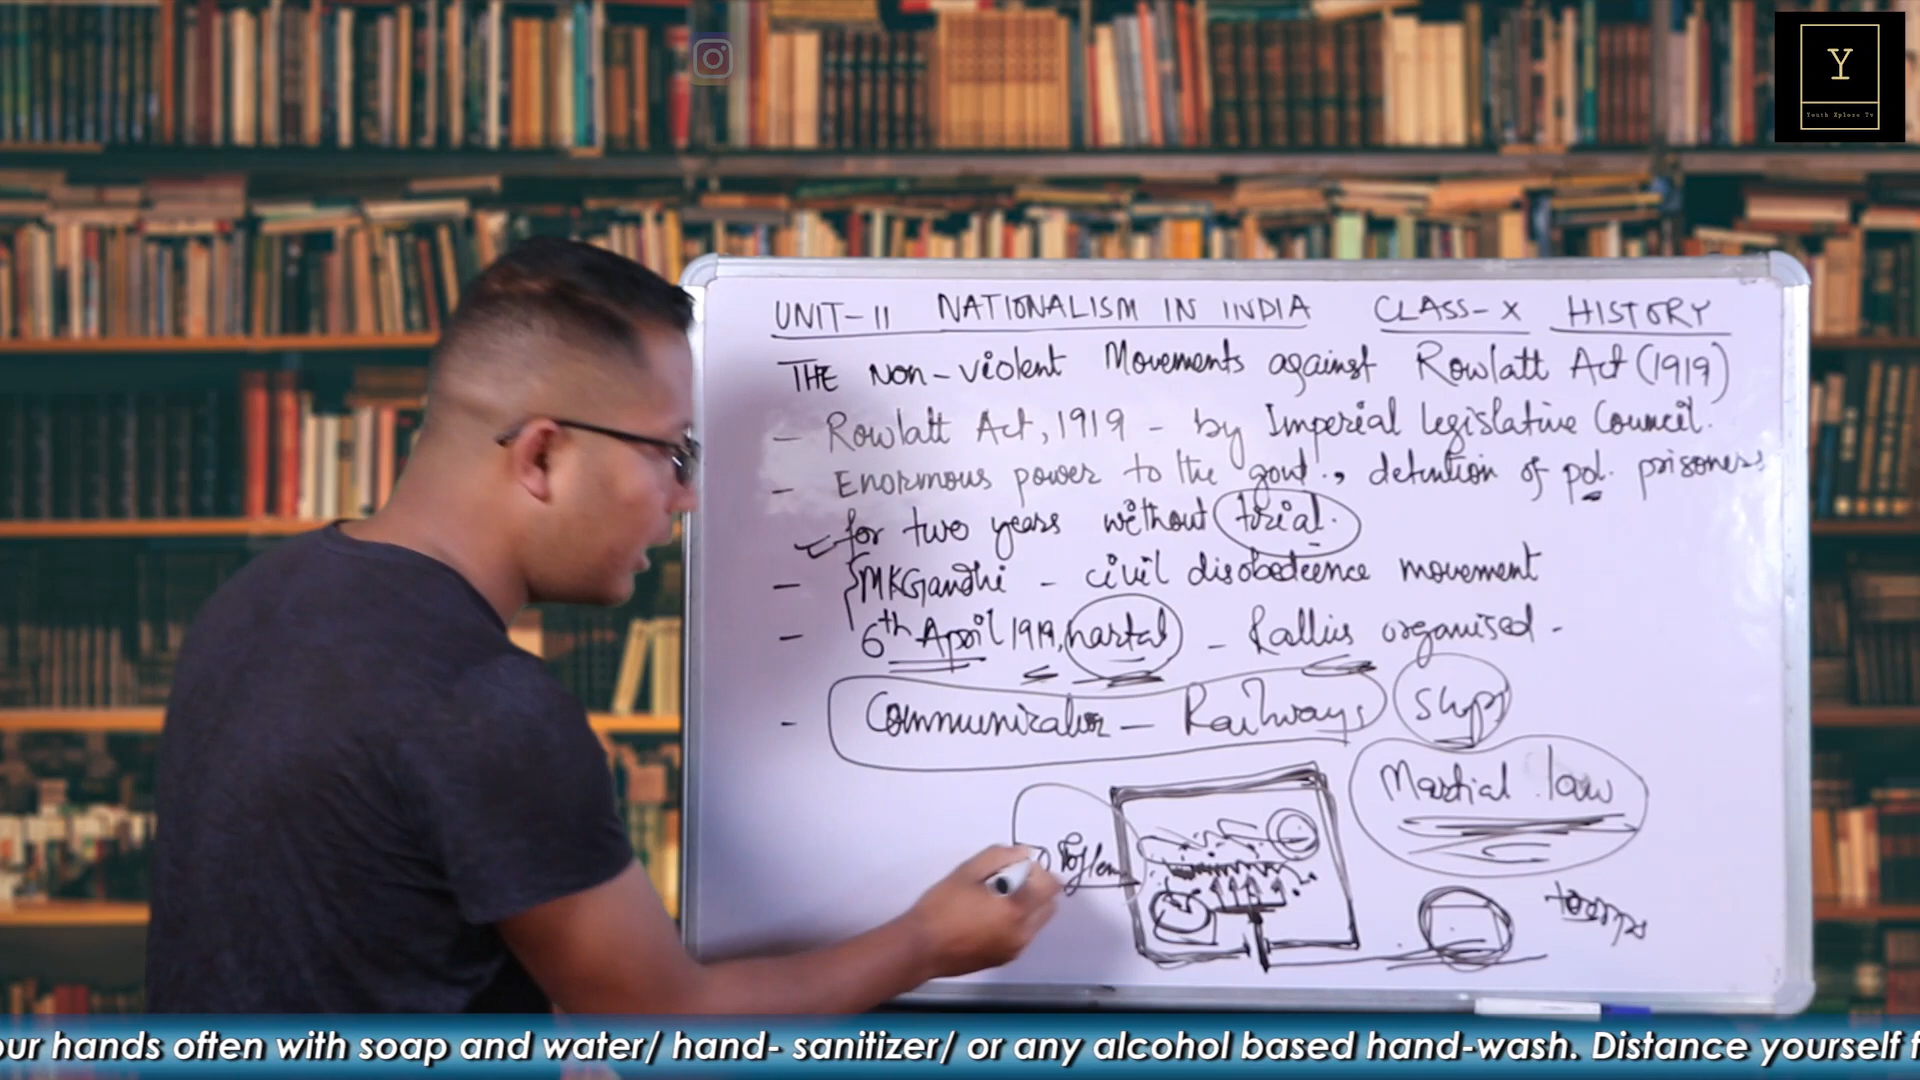 Y
Youth Xplore Tv
UNIT-II NATIONALISM IN INDIA CLASS-X HISTORY
THE Non-violent Movements against Rowlatt Act (1919)
- Rowlatt Act, 1919 - by Imperial Legislative Council.
- Enormous power to the govt., detention of pol. prisoners
for two years without trial.
- MKGandhi - civil disobedience movement
- 6th April 1919, hartal - Rallies organised -
- Communication - Railways
Martial law
troops
our hands often with soap and water/ hand- sanitizer/ or any alcohol based hand-wash. Distance yourself f